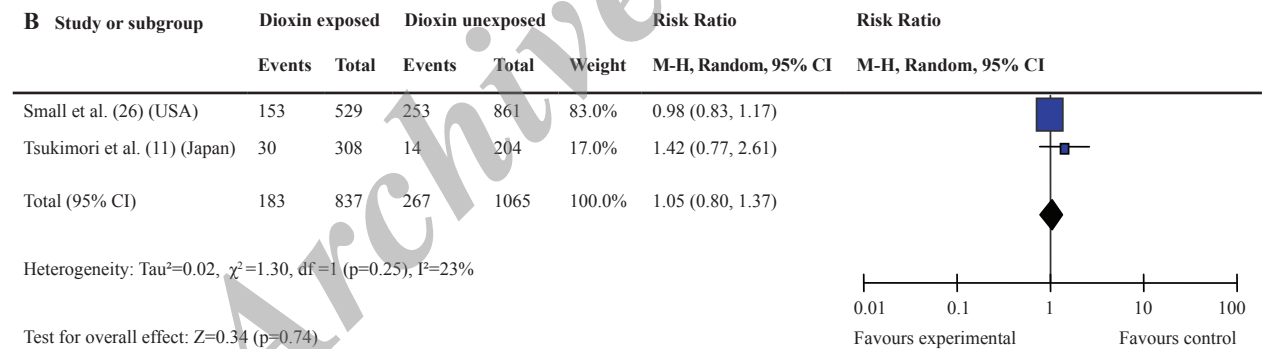 B Study or subgroup Dioxin exposed Dioxin unexposed Risk Ratio Risk Ratio
Events Total Events Total Weight M-H, Random, 95% CI M-H, Random, 95% CI
Small et al. (26) (USA) 153 529 253 861 83.0% 0.98 (0.83, 1.17)
Tsukimori et al. (11) (Japan) 30 308 14 204 17.0% 1.42 (0.77, 2.61)
Total (95% CI) 183 837 267 1065 100.0% 1.05 (0.80, 1.37)
Heterogeneity: Tau²=0.02, χ²=1.30, df =1 (p=0.25), I²=23%
0.01 0.1 1 10 100
Test for overall effect: Z=0.34 (p=0.74) Favours experimental Favours control
Archive